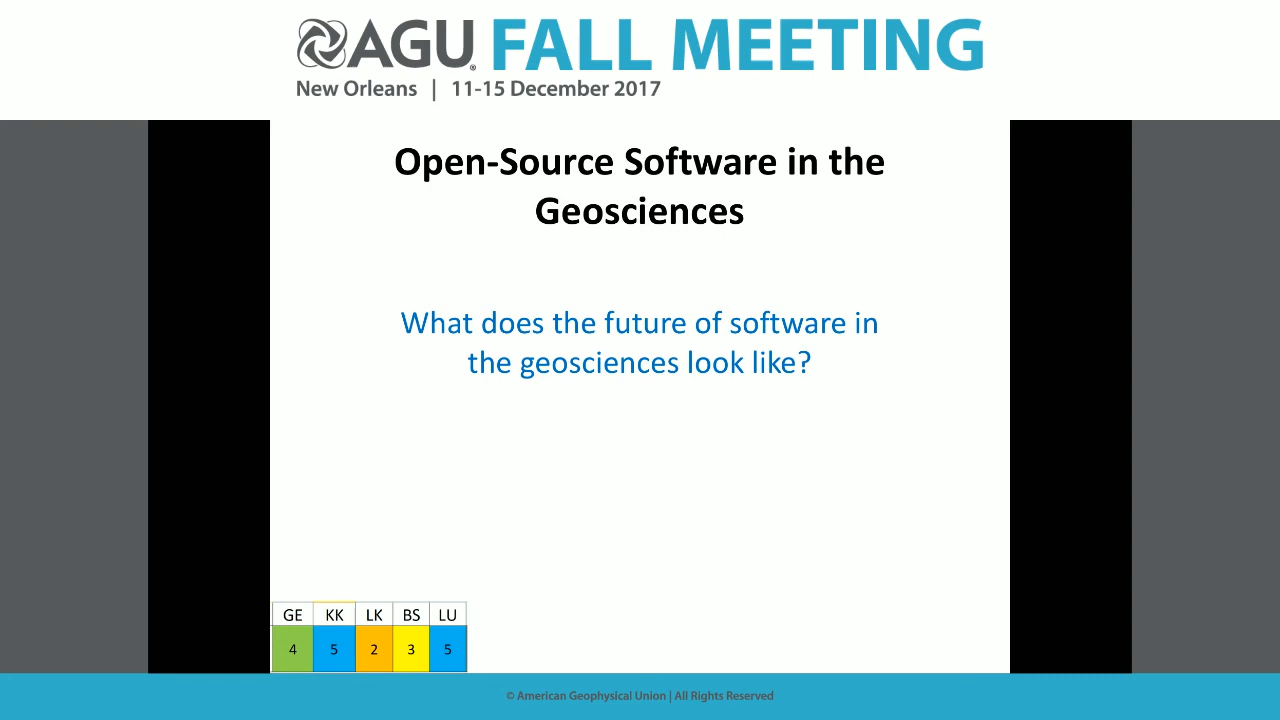 AGU FALL MEETING
New Orleans | 11-15 December 2017
Open-Source Software in the
Geosciences
What does the future of software in
the geosciences look like?
GE KK LK BS LU
4 5 2 3 5
© American Geophysical Union | All Rights Reserved